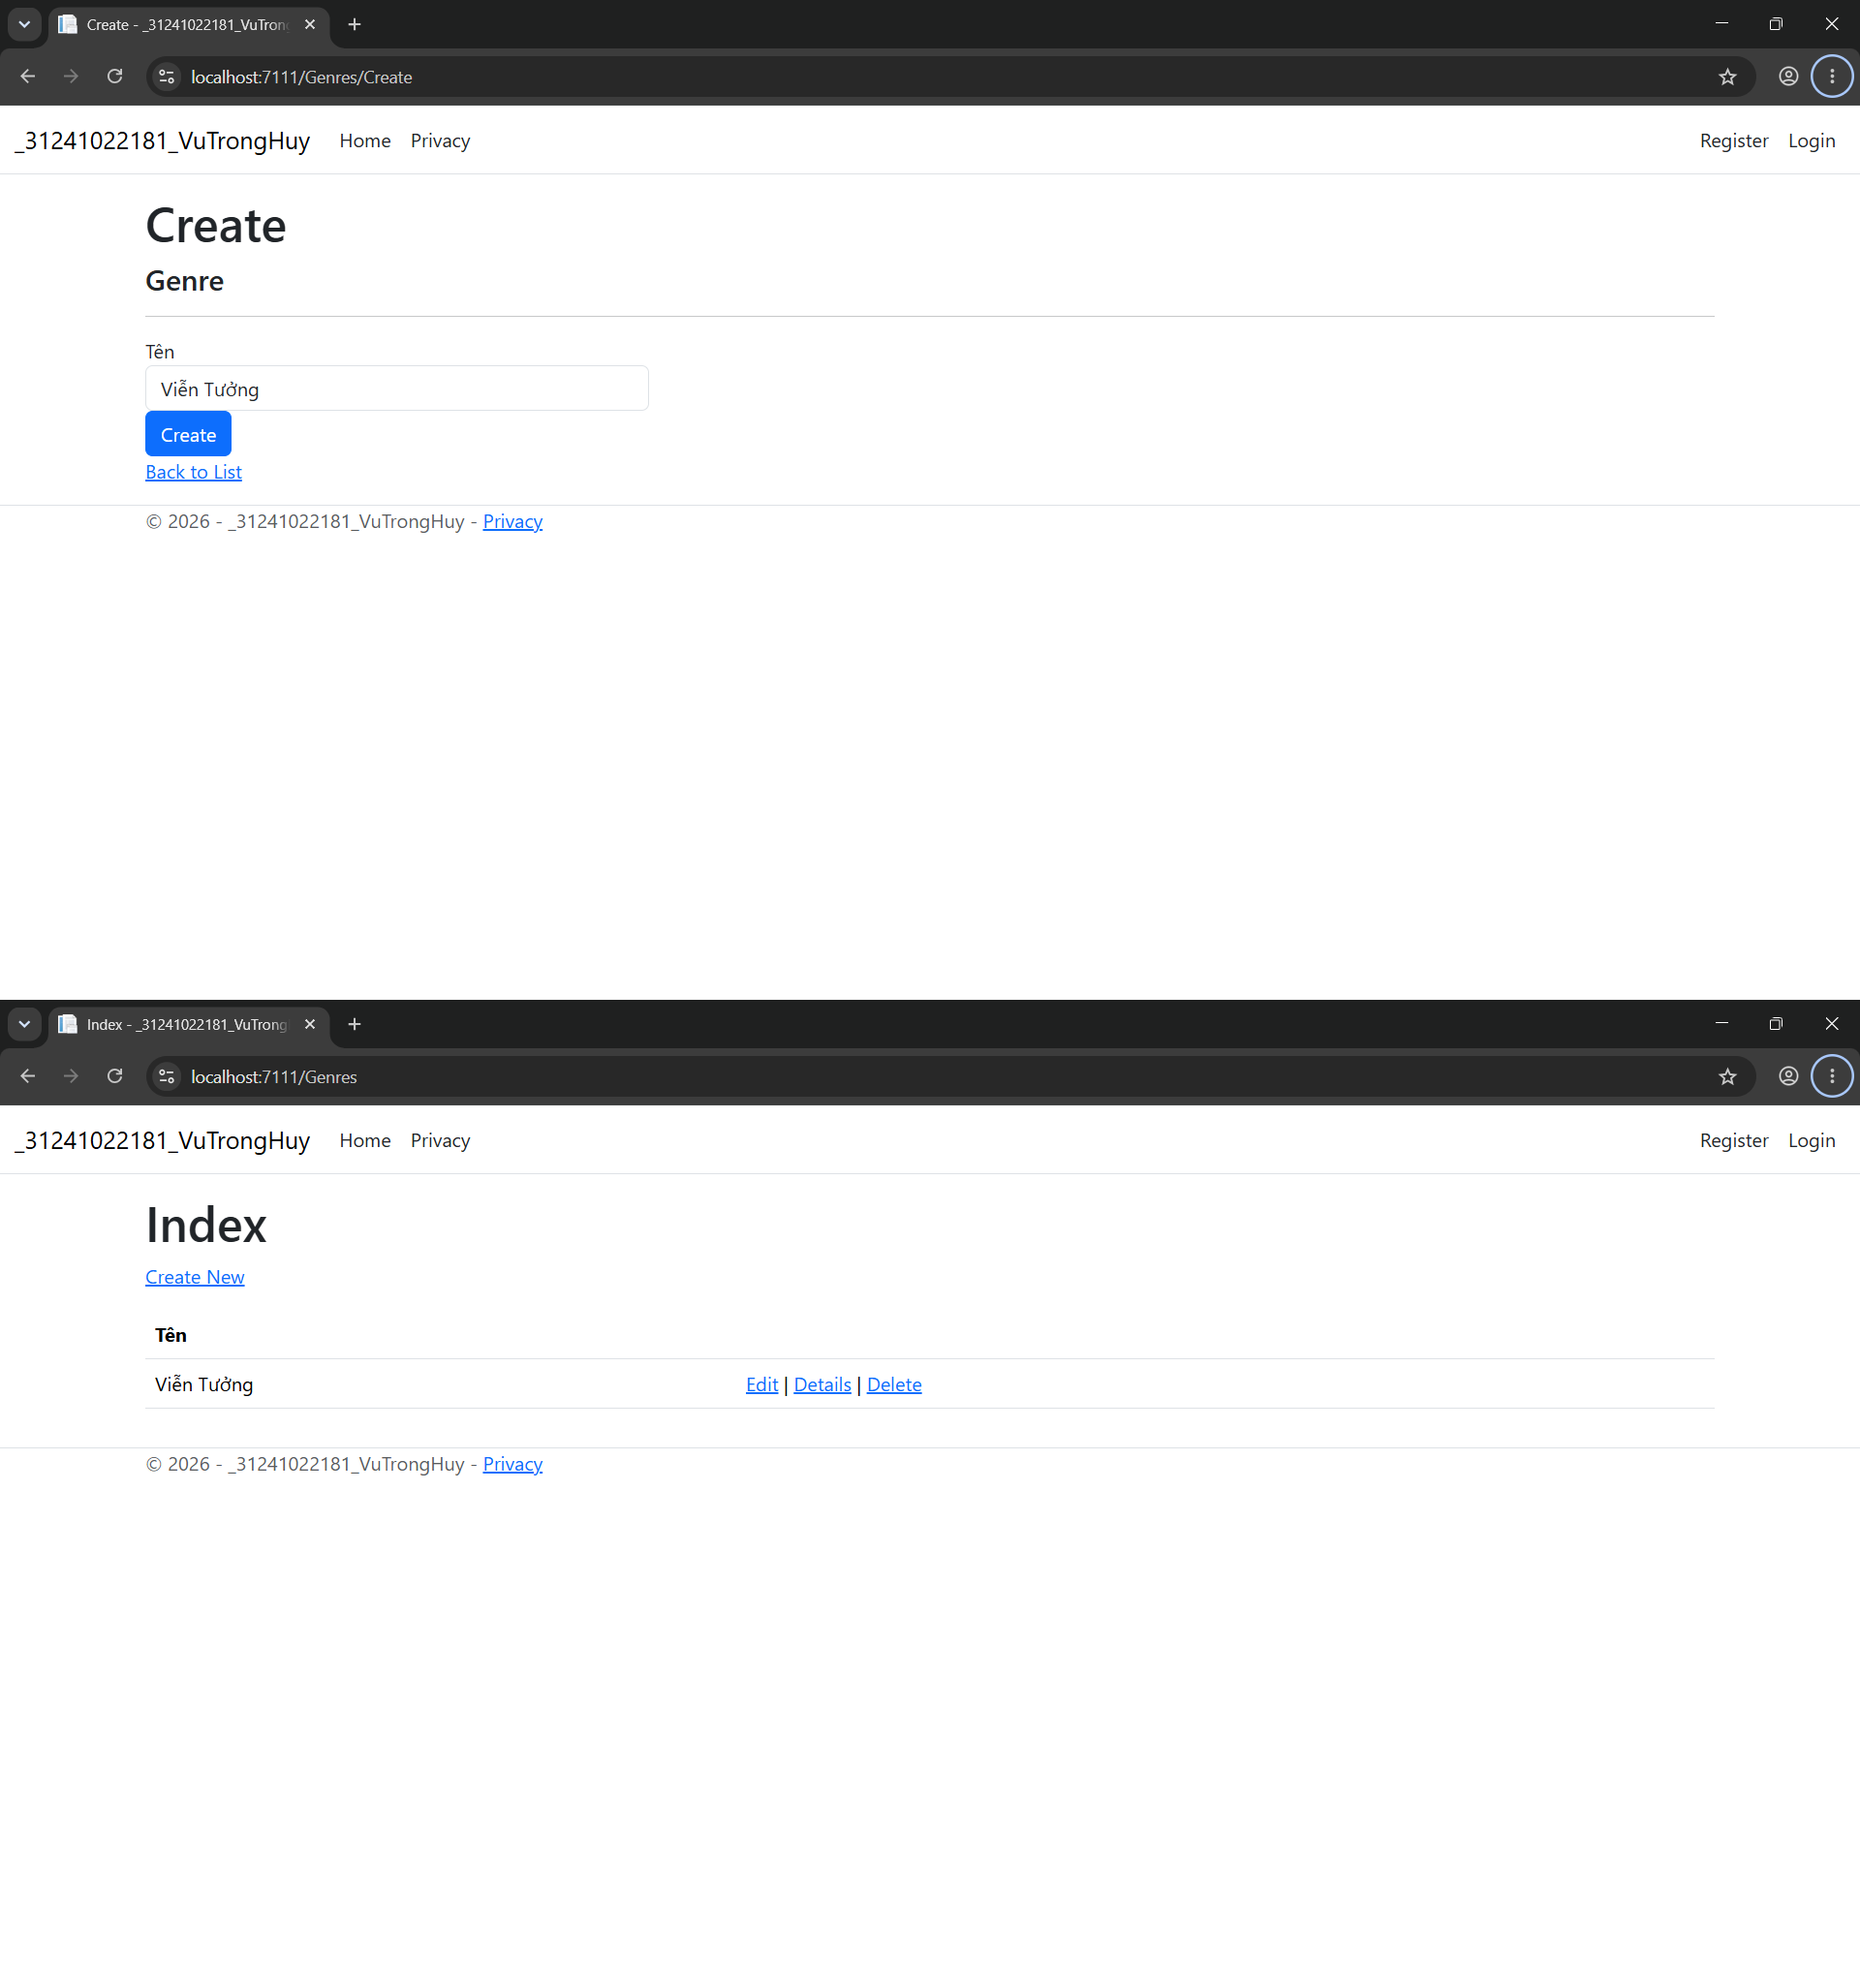 Create - _31241022181_VuTron
localhost:7111/Genres/Create
_31241022181_VuTrongHuy Home Privacy Register Login
Create
Genre
Tên
Viễn Tưởng
Create
Back to List
© 2026 - _31241022181_VuTrongHuy - Privacy
Index - _31241022181_VuTrong
localhost:7111/Genres
_31241022181_VuTrongHuy Home Privacy Register Login
Index
Create New
Tên
Viễn Tưởng Edit | Details | Delete
© 2026 - _31241022181_VuTrongHuy - Privacy